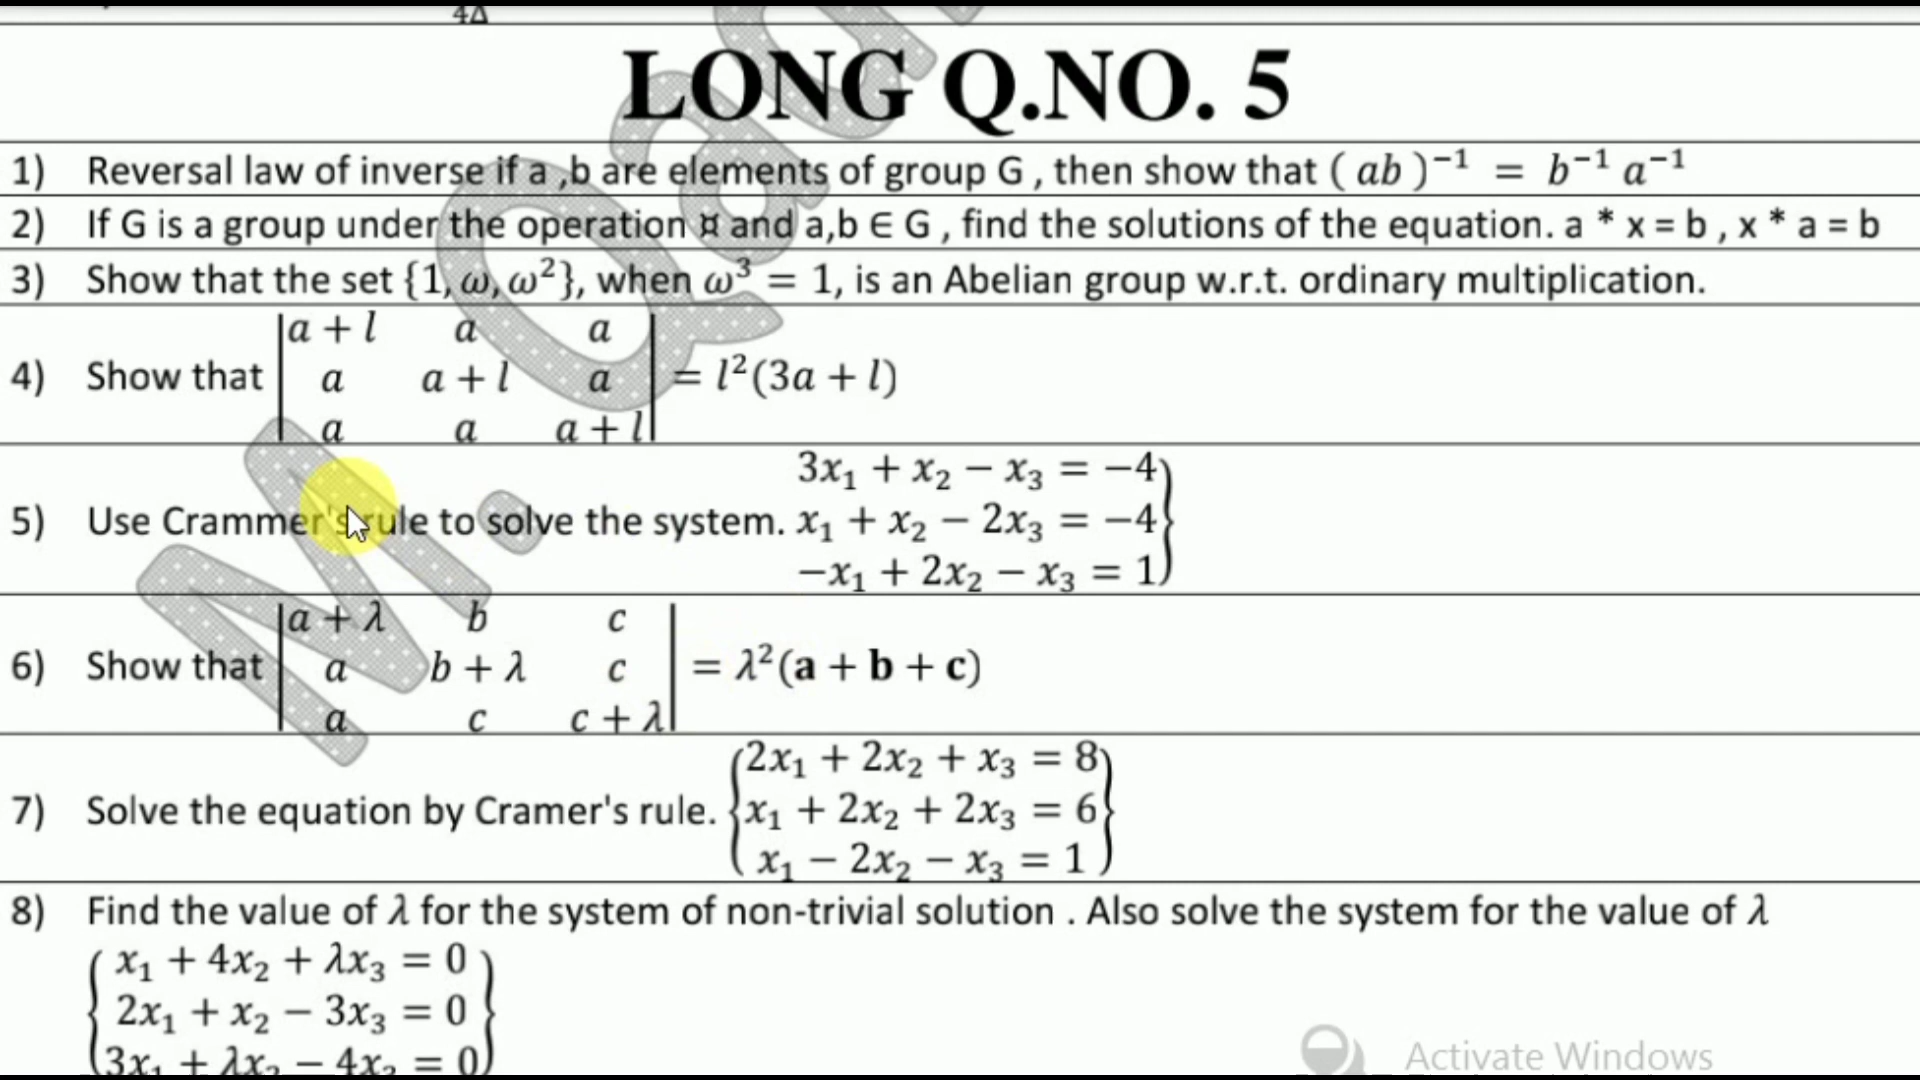 4Δ
LONG Q.NO. 5
1) Reversal law of inverse if a ,b are elements of group G , then show that ( ab )⁻¹ = b⁻¹ a⁻¹
2) If G is a group under the operation ¤ and a,b ∈ G , find the solutions of the equation. a * x = b , x * a = b
3) Show that the set {1, ω, ω²}, when ω³ = 1, is an Abelian group w.r.t. ordinary multiplication.
4) Show that |a + l a a; a a + l a; a a a + l| = l²(3a + l)
5) Use Crammer's rule to solve the system. 3x₁ + x₂ − x₃ = −4
x₁ + x₂ − 2x₃ = −4
−x₁ + 2x₂ − x₃ = 1
6) Show that |a + λ b c; a b + λ c; a c c + λ| = λ²(a + b + c)
7) Solve the equation by Cramer's rule. 2x₁ + 2x₂ + x₃ = 8
x₁ + 2x₂ + 2x₃ = 6
x₁ − 2x₂ − x₃ = 1
8) Find the value of λ for the system of non-trivial solution . Also solve the system for the value of λ
x₁ + 4x₂ + λx₃ = 0
2x₁ + x₂ − 3x₃ = 0
3x₁ + λx₂ − 4x₃ = 0
Activate Windows